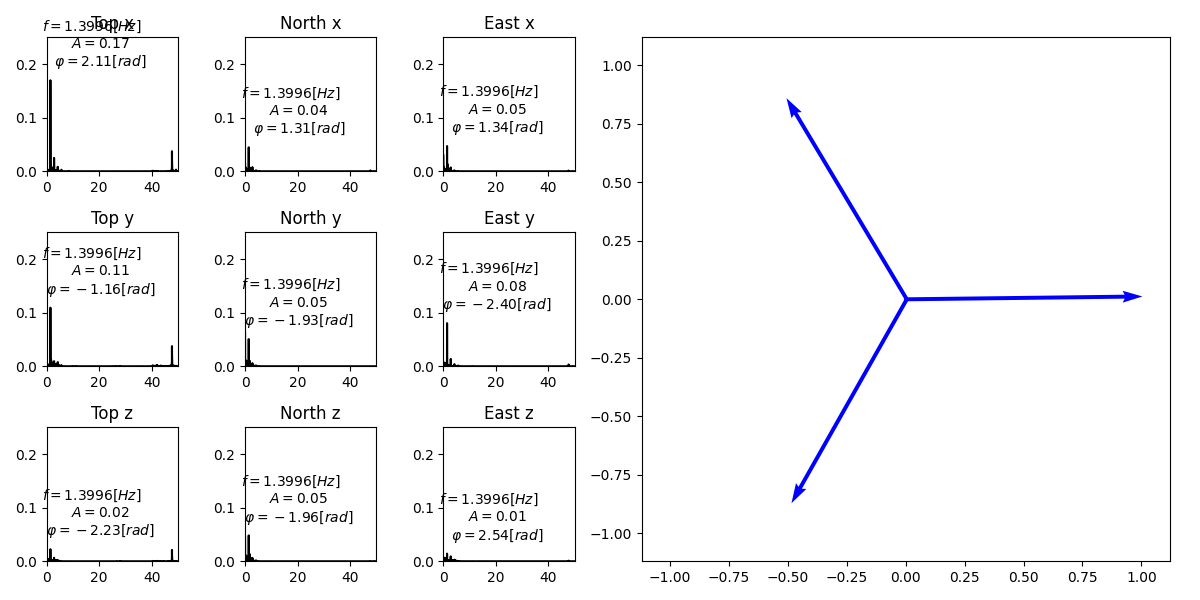 Top x
f = 1.3996[Hz]
A = 0.17
φ = 2.11[rad]
0.2
0.1
0.0
0 20 40
North x
f = 1.3996[Hz]
A = 0.04
φ = 1.31[rad]
0.2
0.1
0.0
0 20 40
East x
f = 1.3996[Hz]
A = 0.05
φ = 1.34[rad]
0.2
0.1
0.0
0 20 40
Top y
f = 1.3996[Hz]
A = 0.11
φ = −1.16[rad]
0.2
0.1
0.0
0 20 40
North y
f = 1.3996[Hz]
A = 0.05
φ = −1.93[rad]
0.2
0.1
0.0
0 20 40
East y
f = 1.3996[Hz]
A = 0.08
φ = −2.40[rad]
0.2
0.1
0.0
0 20 40
Top z
f = 1.3996[Hz]
A = 0.02
φ = −2.23[rad]
0.2
0.1
0.0
0 20 40
North z
f = 1.3996[Hz]
A = 0.05
φ = −1.96[rad]
0.2
0.1
0.0
0 20 40
East z
f = 1.3996[Hz]
A = 0.01
φ = 2.54[rad]
0.2
0.1
0.0
0 20 40
1.00
0.75
0.50
0.25
0.00
−0.25
−0.50
−0.75
−1.00
−1.00 −0.75 −0.50 −0.25 0.00 0.25 0.50 0.75 1.00